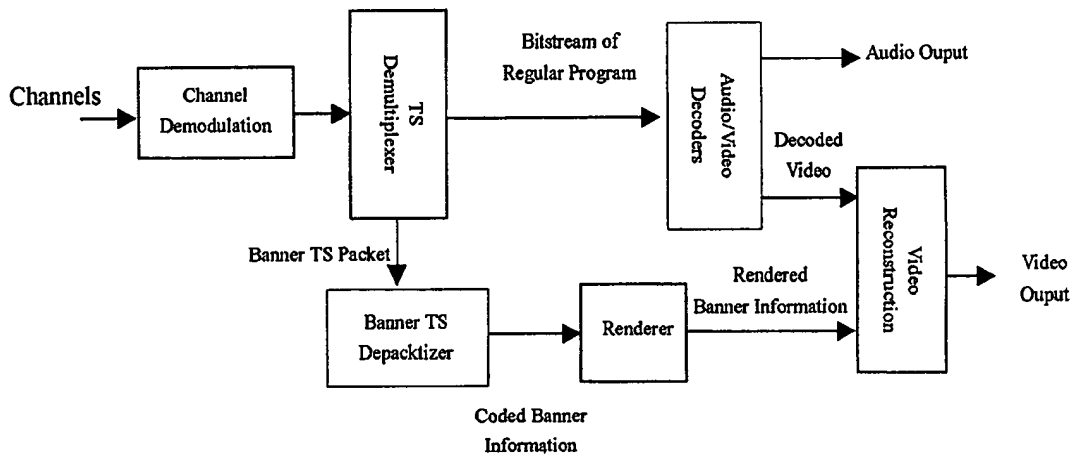 Channels
Channel
Demodulation
TS
Demultiplexer
Bitstream of
Regular Program
Audio/Video
Decoders
Audio Ouput
Decoded
Video
Video
Reconstruction
Video
Ouput
Banner TS Packet
Banner TS
Depacktizer
Renderer
Rendered
Banner Information
Coded Banner
Information